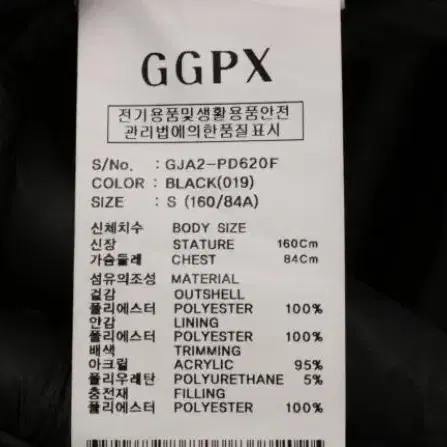 GGPX
전기용품및생활용품안전
관리법에의한품질표시
S/No. : GJA2-PD620F
COLOR : BLACK(019)
SIZE : S (160/84A)
신체치수 BODY SIZE
신장 STATURE 160Cm
가슴둘레 CHEST 84Cm
섬유의조성 MATERIAL
겉감 OUTSHELL
폴리에스터 POLYESTER 100%
안감 LINING
폴리에스터 POLYESTER 100%
배색 TRIMMING
아크릴 ACRYLIC 95%
폴리우레탄 POLYURETHANE 5%
충전재 FILLING
폴리에스터 POLYESTER 100%